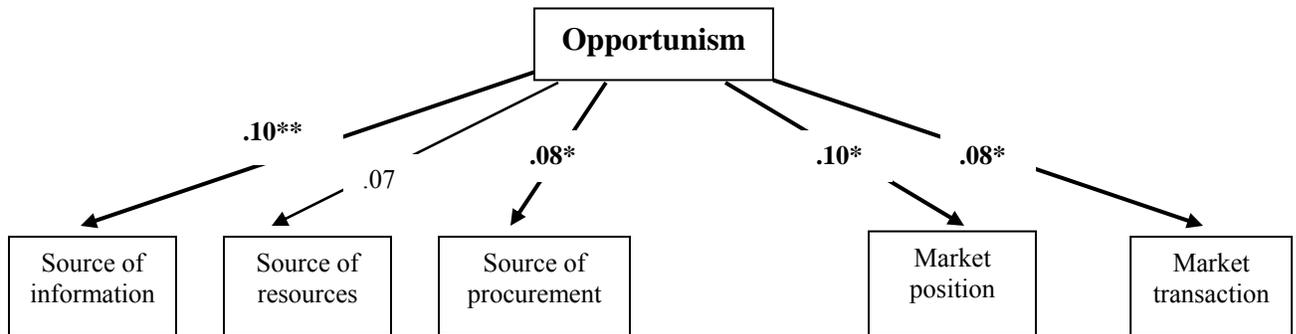 Opportunism
.10**
.07
.08*
.10*
.08*
Source of
information
Source of
resources
Source of
procurement
Market
position
Market
transaction